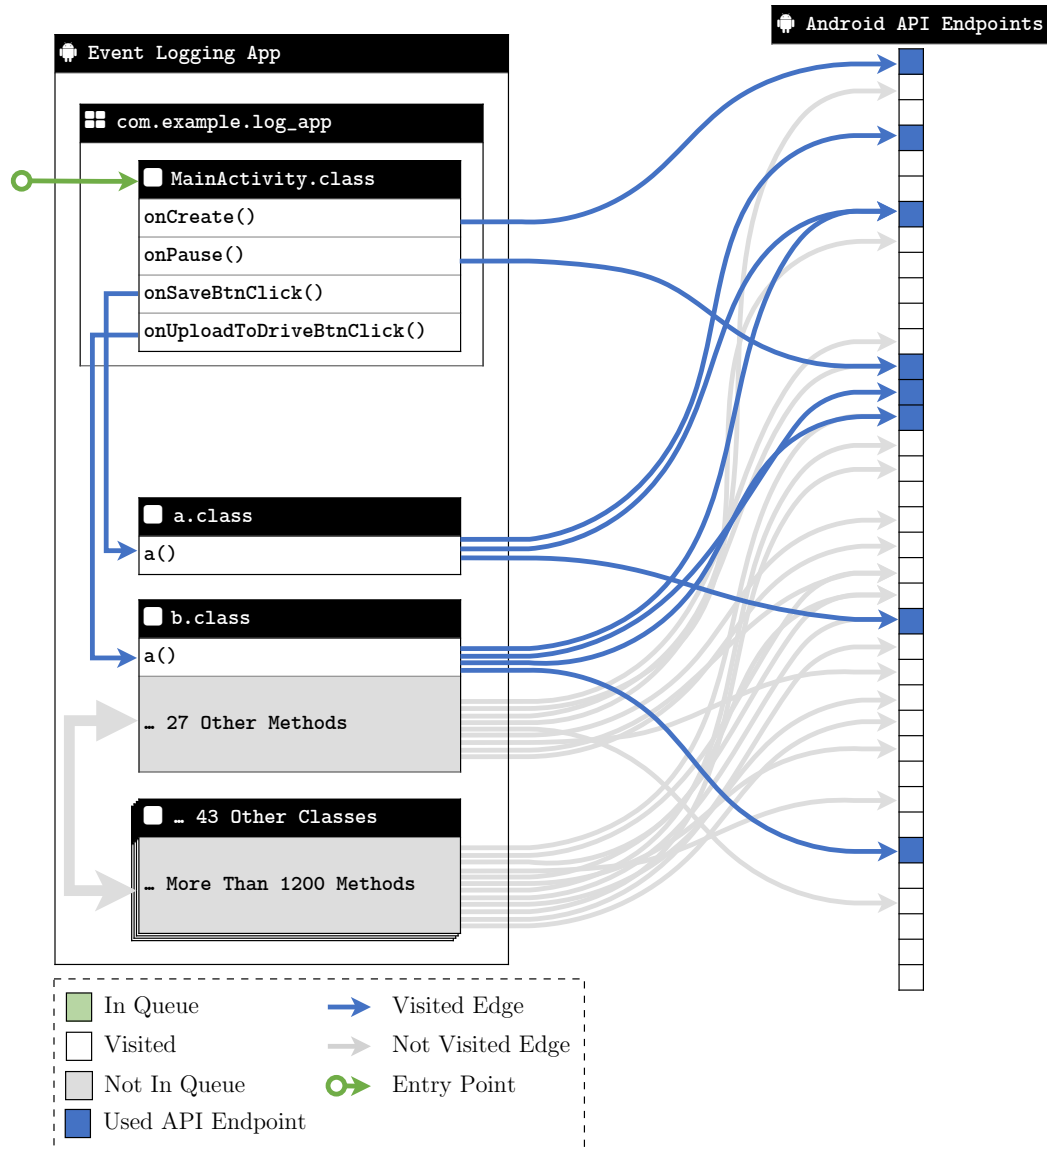 Android API Endpoints
Event Logging App
com.example.log_app
MainActivity.class
onCreate()
onPause()
onSaveBtnClick()
onUploadToDriveBtnClick()
a.class
a()
b.class
a()
… 27 Other Methods
… 43 Other Classes
… More Than 1200 Methods
In Queue
Visited Edge
Visited
Not Visited Edge
Not In Queue
Entry Point
Used API Endpoint